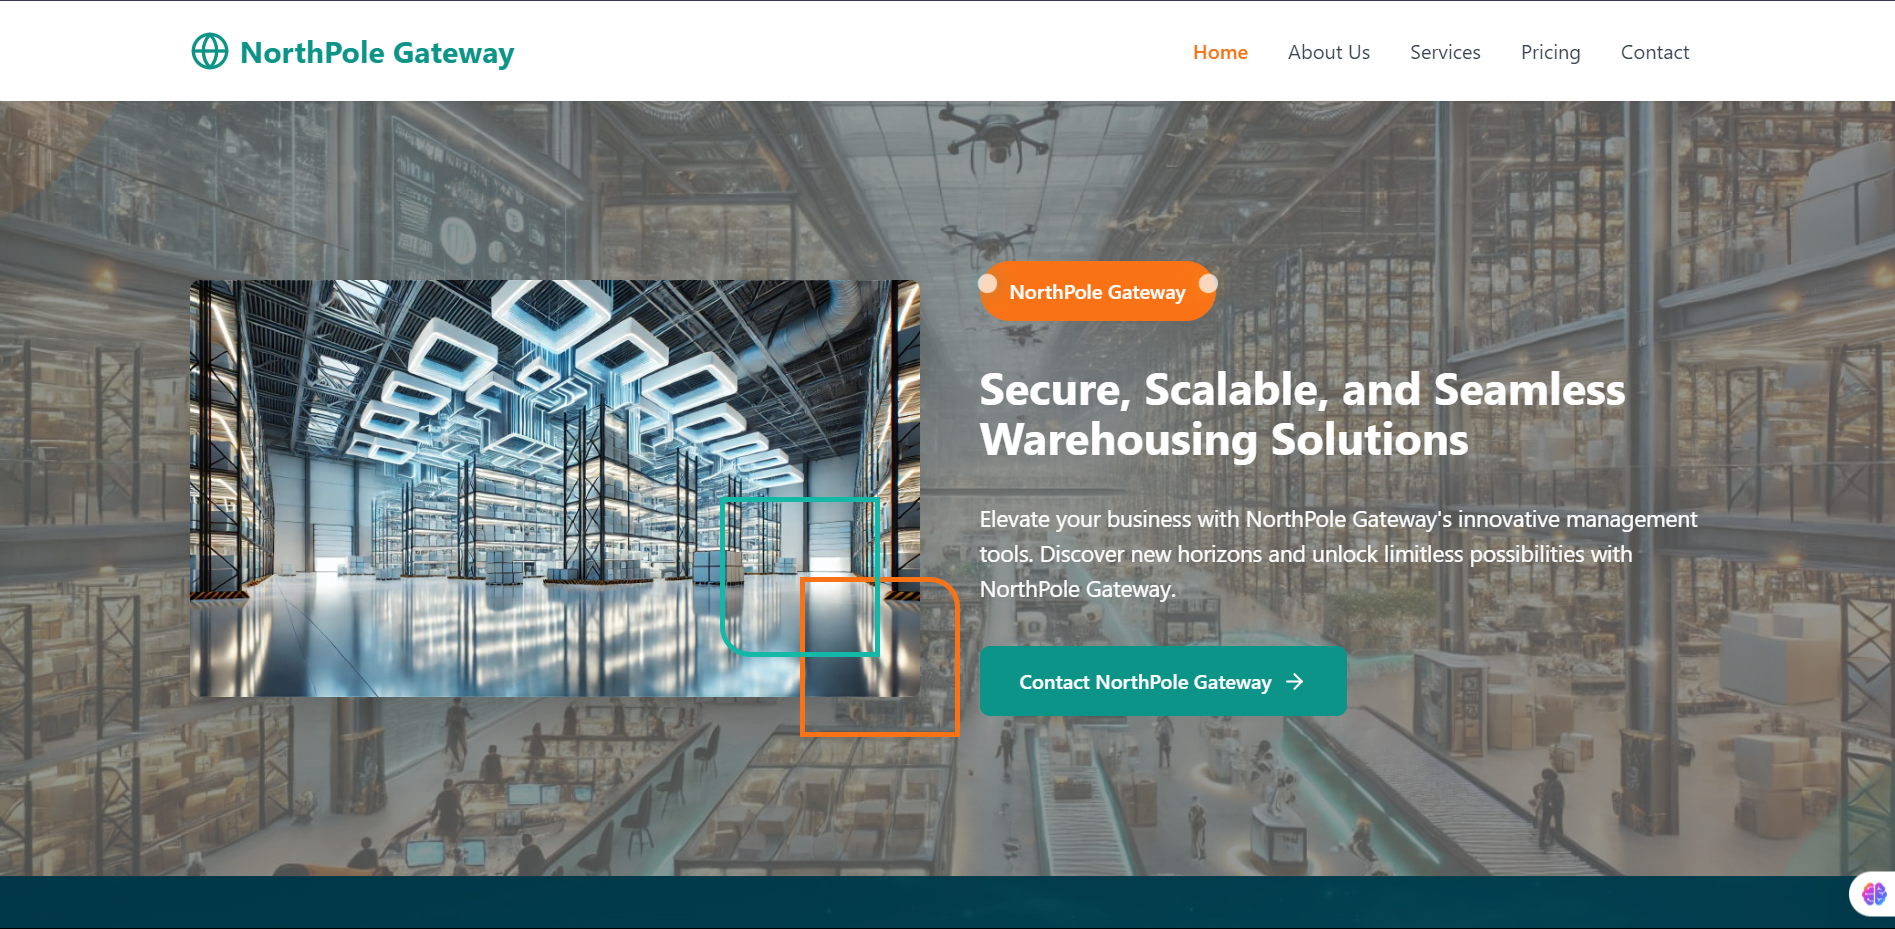 NorthPole Gateway
Home
About Us
Services
Pricing
Contact
NorthPole Gateway
Secure, Scalable, and Seamless
Warehousing Solutions
Elevate your business with NorthPole Gateway's innovative management
tools. Discover new horizons and unlock limitless possibilities with
NorthPole Gateway.
Contact NorthPole Gateway